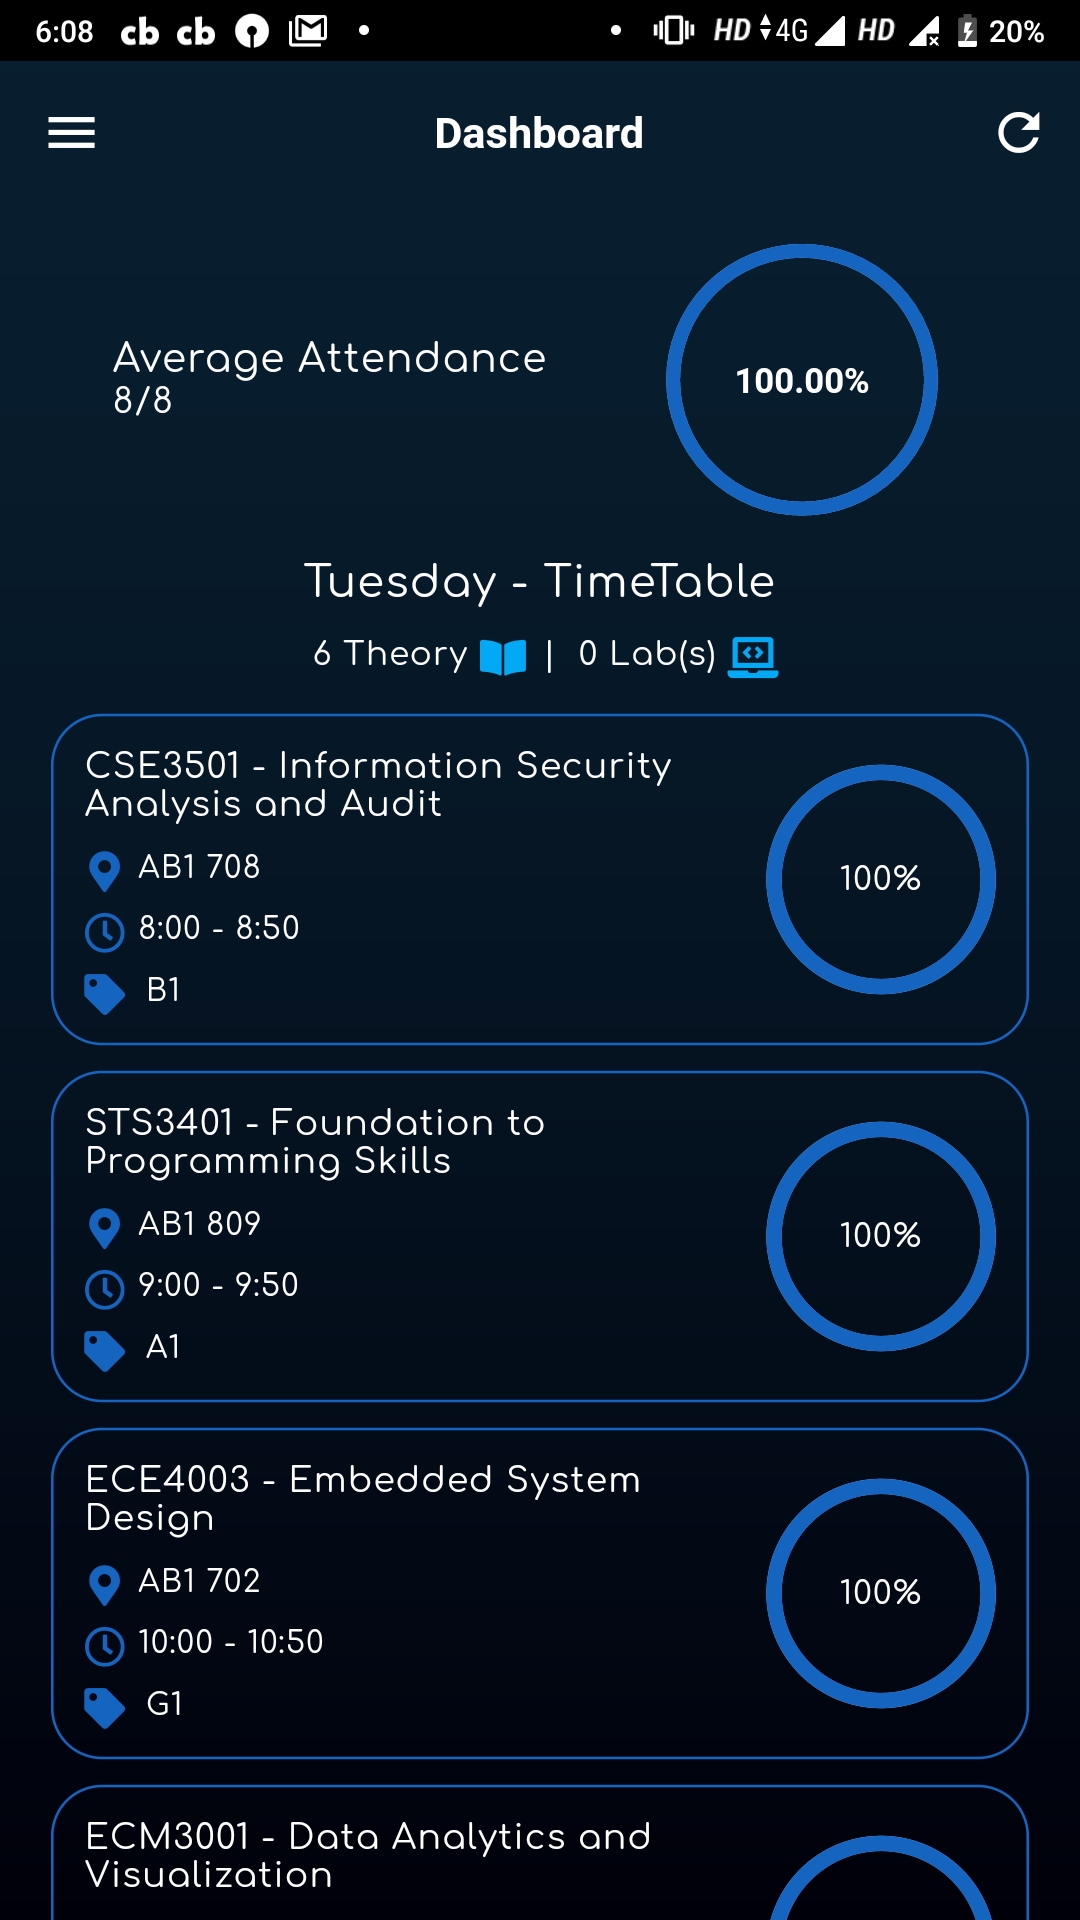 6:08 cb cb HD 4G HD 20%
Dashboard
Average Attendance
8/8
100.00%
Tuesday - TimeTable
6 Theory | 0 Lab(s)
CSE3501 - Information Security
Analysis and Audit
AB1 708
100%
8:00 - 8:50
B1
STS3401 - Foundation to
Programming Skills
AB1 809
100%
9:00 - 9:50
A1
ECE4003 - Embedded System
Design
AB1 702
100%
10:00 - 10:50
G1
ECM3001 - Data Analytics and
Visualization